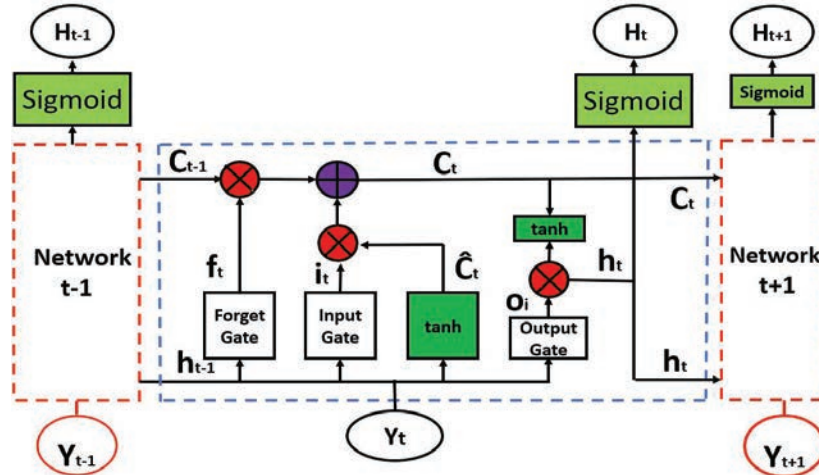 Ht-1
Ht
Ht+1
Sigmoid
Sigmoid
Sigmoid
Ct-1
Ct
Ct
tanh
Network
t-1
ft
it
Ĉt
ht
Network
t+1
oi
Forget
Gate
Input
Gate
tanh
Output
Gate
ht-1
ht
Yt-1
Yt
Yt+1